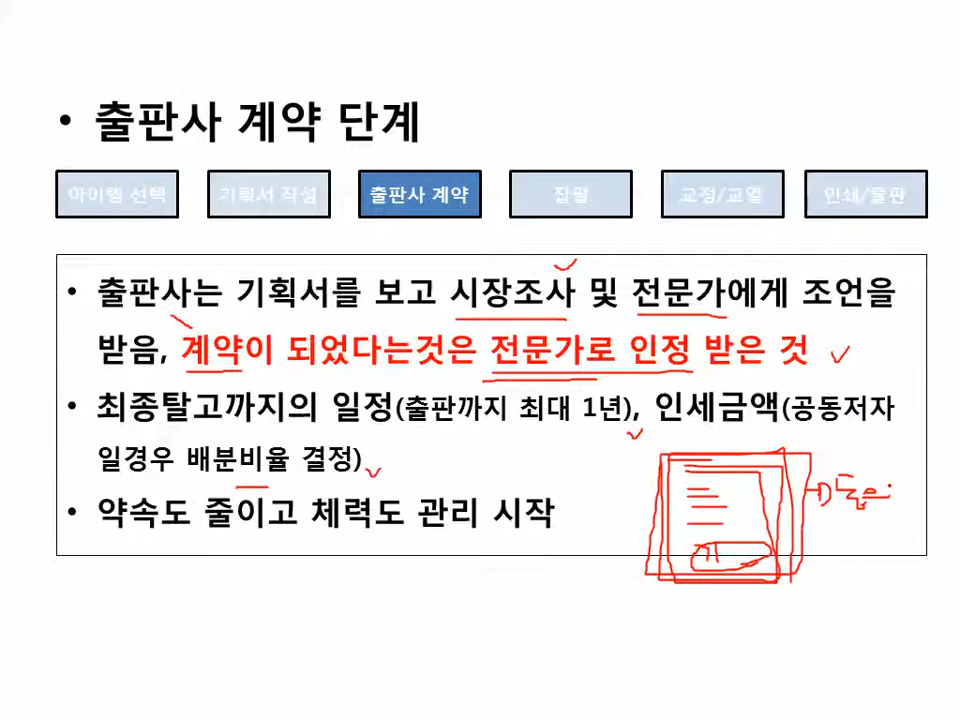 • 출판사 계약 단계
아이템 선택 기획서 작성 출판사 계약 집필 교정/교열 인쇄/출판
• 출판사는 기획서를 보고 시장조사 및 전문가에게 조언을
받음, 계약이 되었다는것은 전문가로 인정 받은 것
• 최종탈고까지의 일정(출판까지 최대 1년), 인세금액(공동저자
일경우 배분비율 결정)
• 약속도 줄이고 체력도 관리 시작